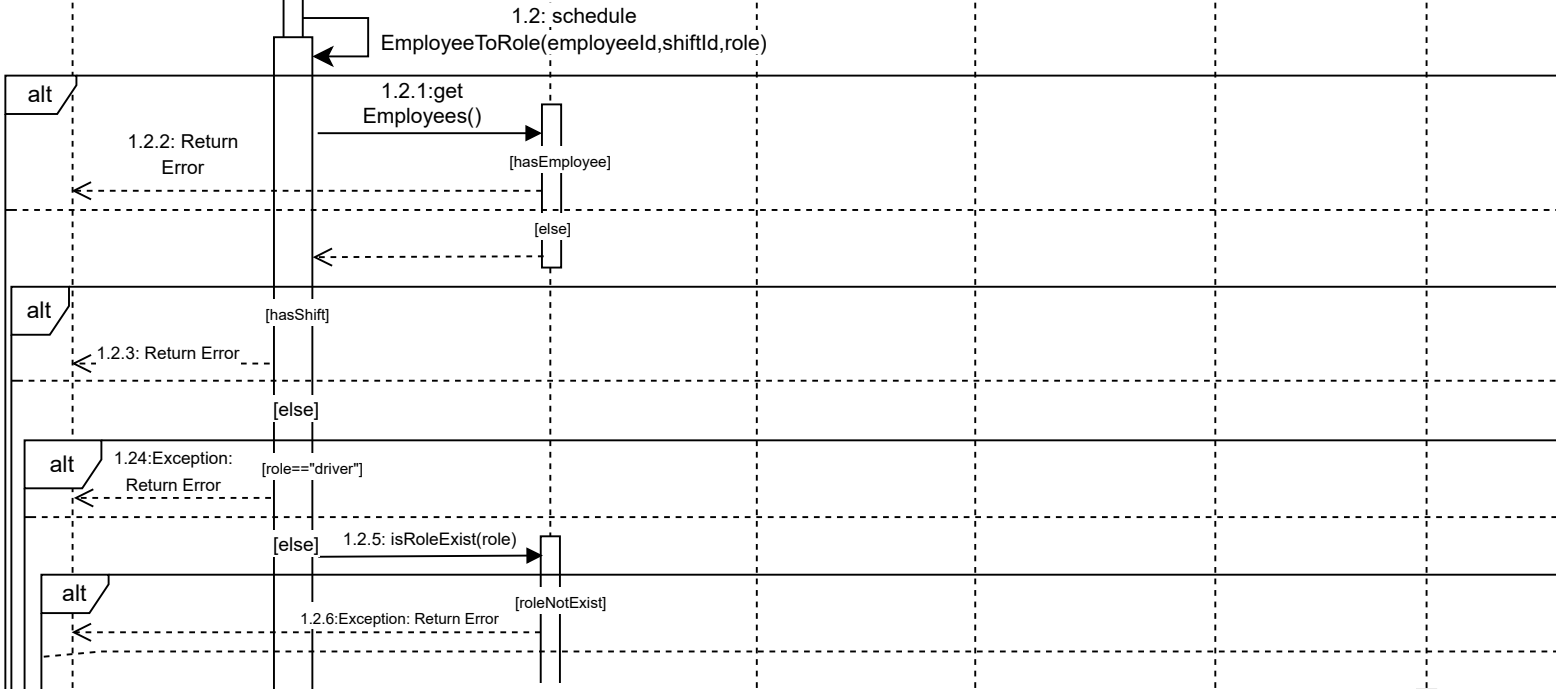 1.2: schedule
EmployeeToRole(employeeId,shiftId,role)
alt
1.2.1:get
Employees()
1.2.2: Return
Error
[hasEmployee]
[else]
alt
[hasShift]
1.2.3: Return Error
[else]
alt
1.24:Exception:
Return Error
[role=="driver"]
[else]
1.2.5: isRoleExist(role)
alt
[roleNotExist]
1.2.6:Exception: Return Error